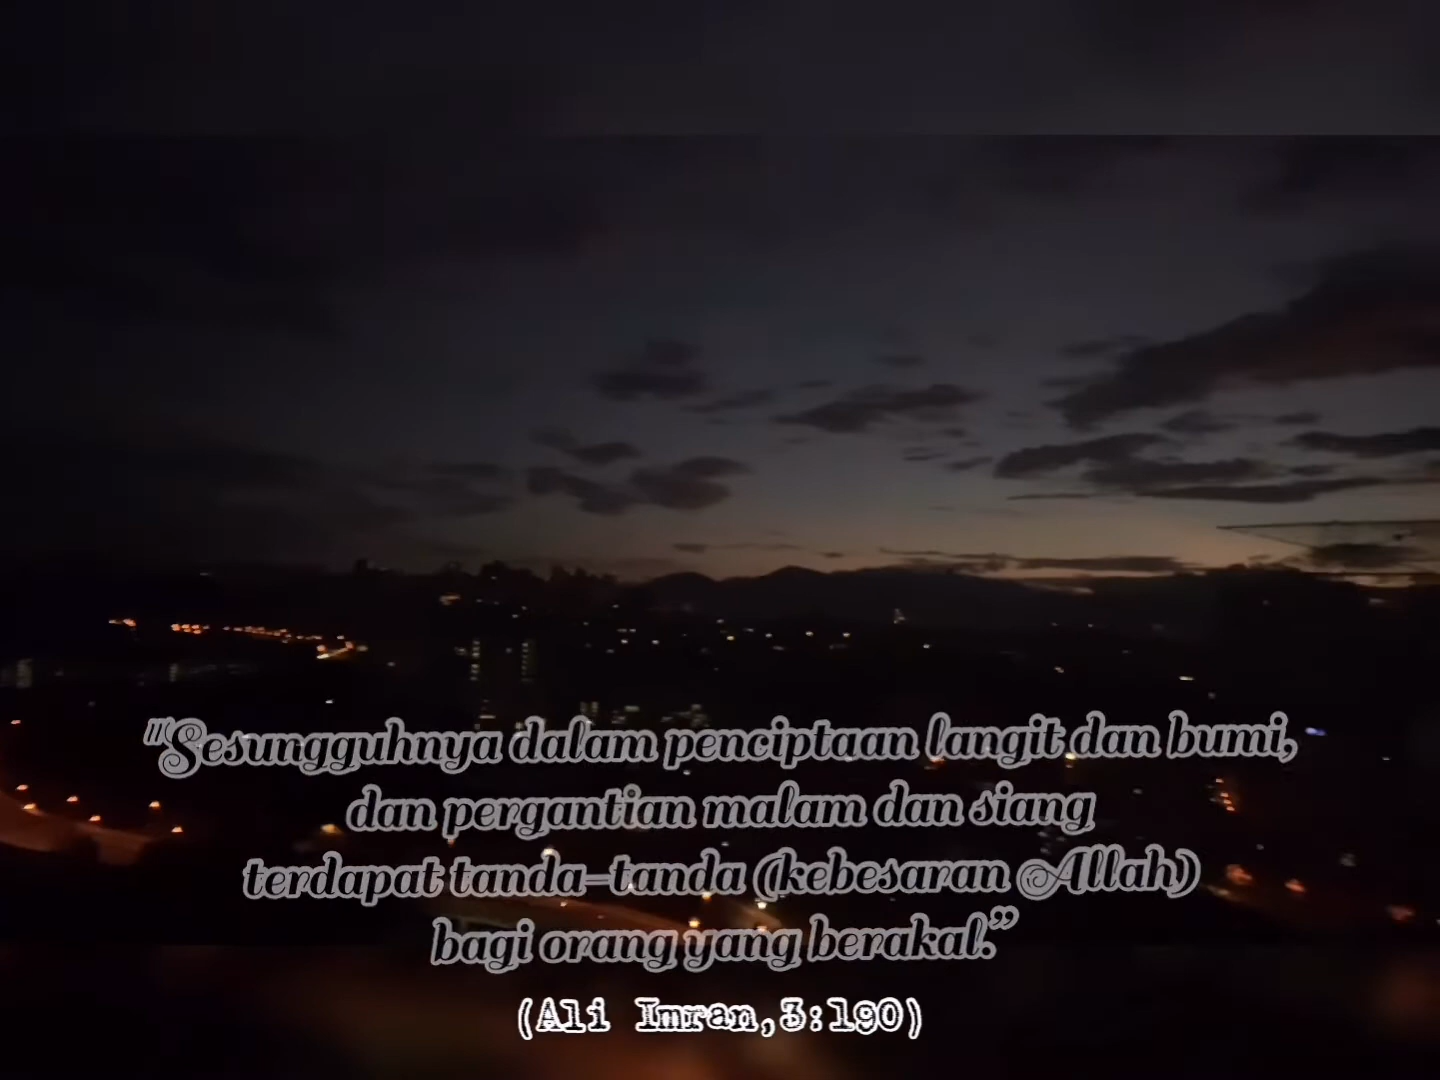 "Sesungguhnya dalam penciptaan langit dan bumi,
dan pergantian malam dan siang
terdapat tanda-tanda (kebesaran Allah)
bagi orang yang berakal.”
(Ali Imran,3:190)